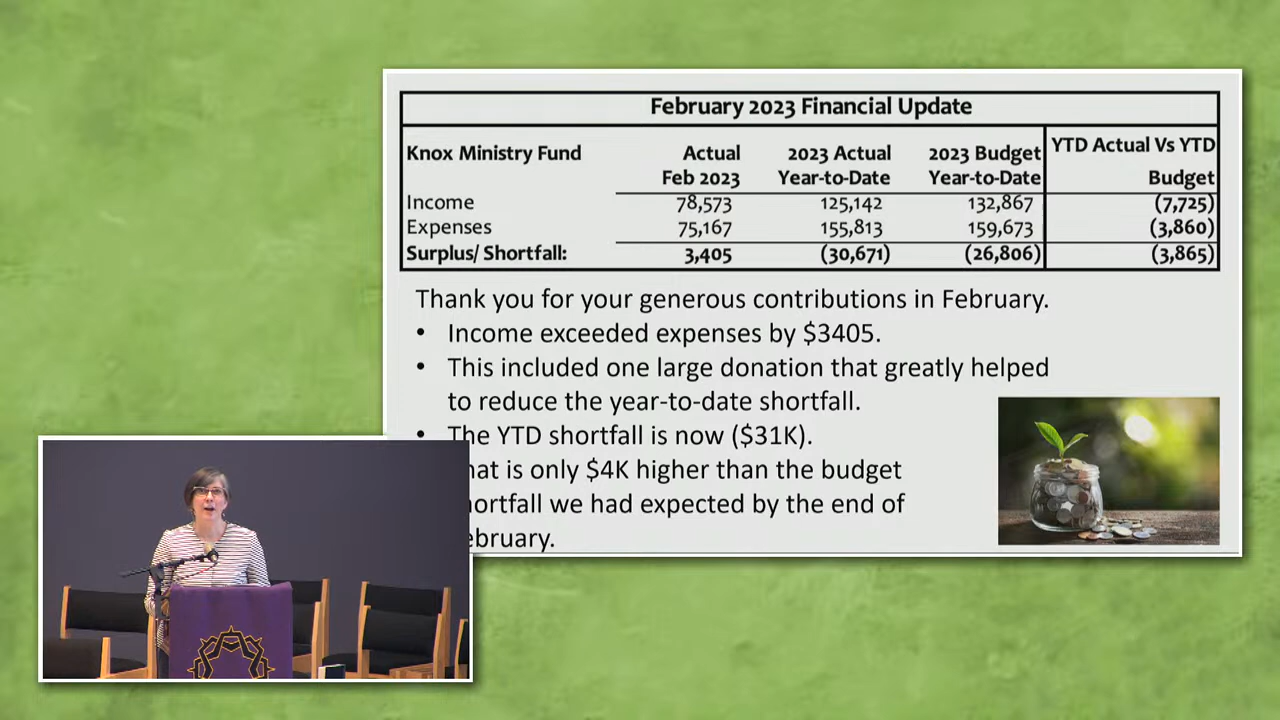 February 2023 Financial Update
Knox Ministry Fund Actual 2023 Actual 2023 Budget YTD Actual Vs YTD
Feb 2023 Year-to-Date Year-to-Date Budget
Income 78,573 125,142 132,867 (7,725)
Expenses 75,167 155,813 159,673 (3,860)
Surplus/ Shortfall: 3,405 (30,671) (26,806) (3,865)
Thank you for your generous contributions in February.
• Income exceeded expenses by $3405.
• This included one large donation that greatly helped
to reduce the year-to-date shortfall.
• The YTD shortfall is now ($31K).
hat is only $4K higher than the budget
hortfall we had expected by the end of
ebruary.